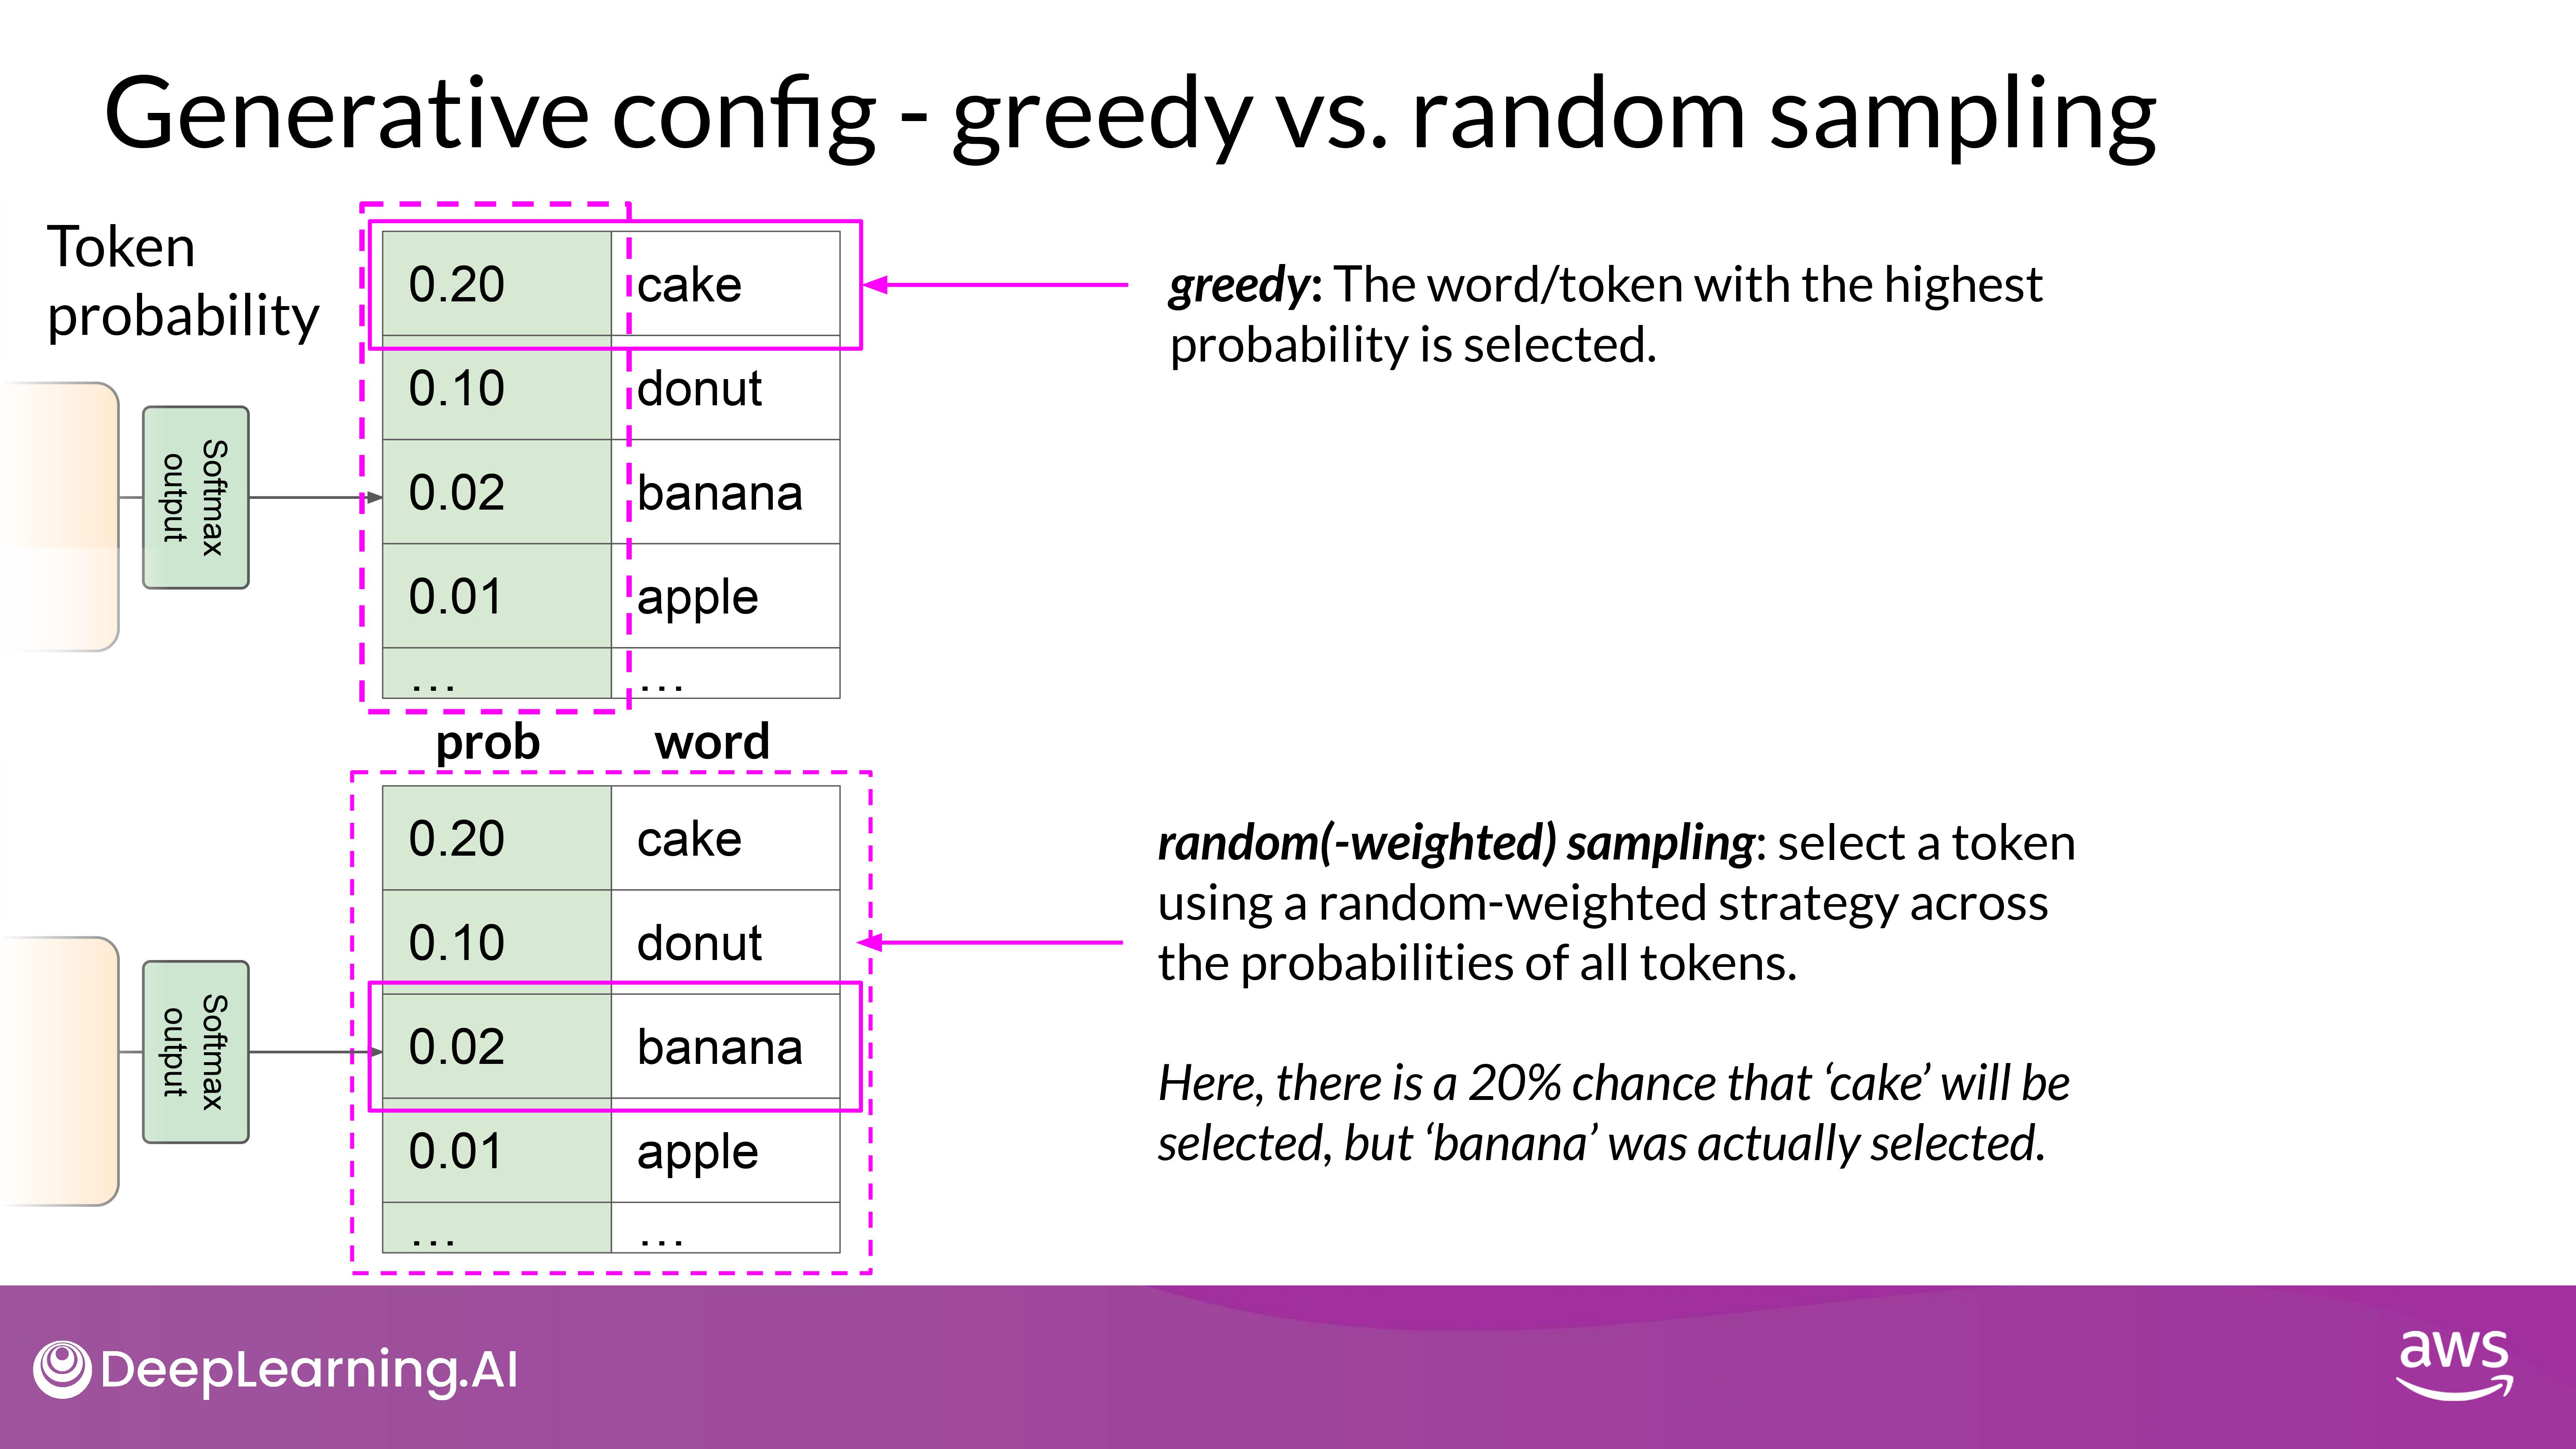 Generative config - greedy vs. random sampling
Token
probability
Softmax
output
0.20 cake
0.10 donut
0.02 banana
0.01 apple
… …
greedy: The word/token with the highest
probability is selected.
prob word
Softmax
output
0.20 cake
0.10 donut
0.02 banana
0.01 apple
… …
random(-weighted) sampling: select a token
using a random-weighted strategy across
the probabilities of all tokens.
Here, there is a 20% chance that ‘cake’ will be
selected, but ‘banana’ was actually selected.
DeepLearning.AI
aws